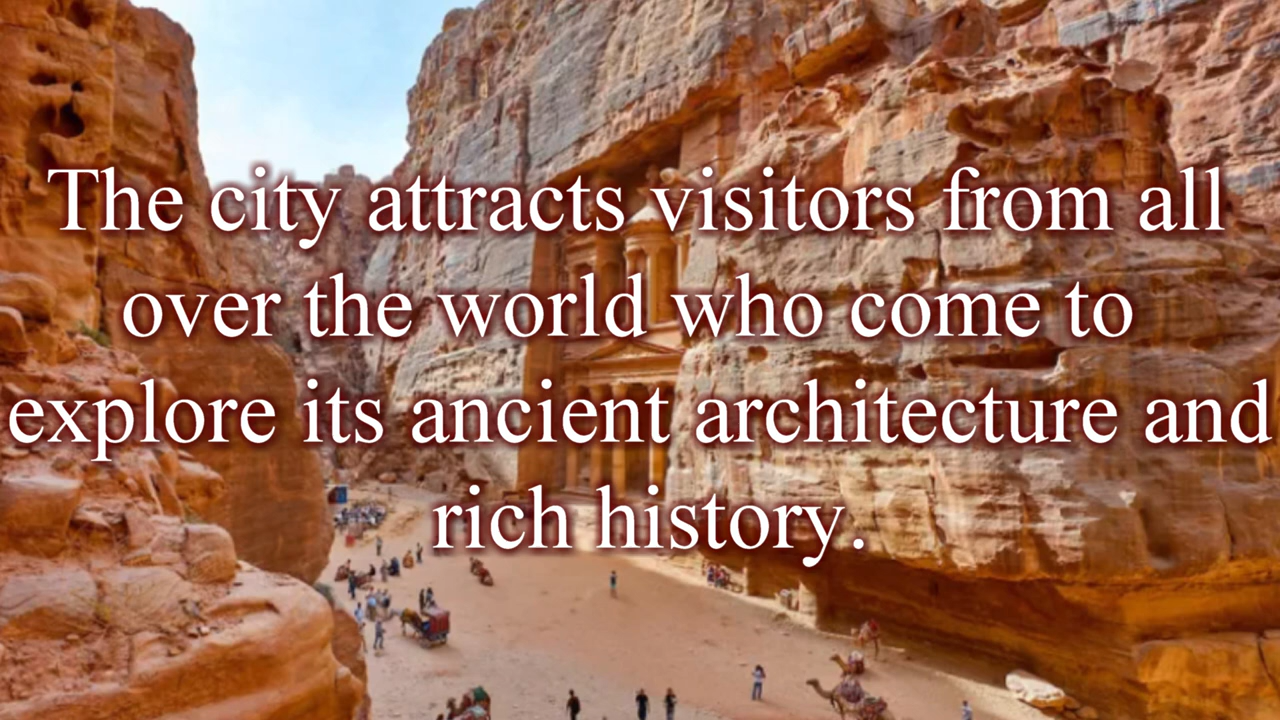 The city attracts visitors from all
over the world who come to
explore its ancient architecture and
rich history.